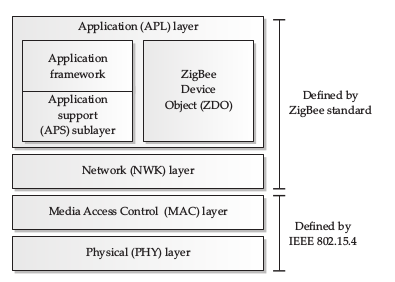 Application (APL) layer
Application
framework
Application
support
(APS) sublayer
ZigBee
Device
Object (ZDO)
Defined by
ZigBee standard
Network (NWK) layer
Media Access Control (MAC) layer
Physical (PHY) layer
Defined by
IEEE 802.15.4